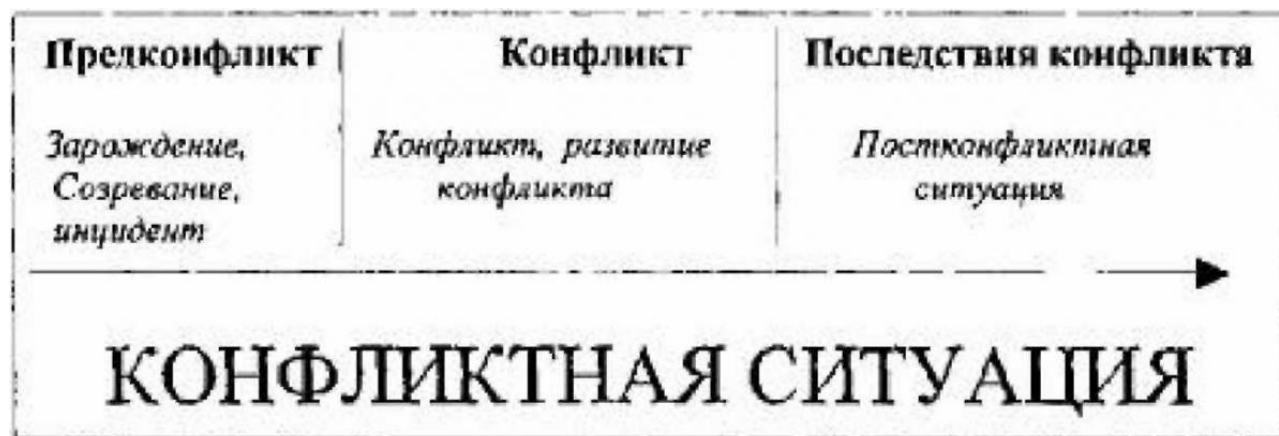 Предконфликт
Конфликт
Последствия конфликта
Зарождение,
Созревание,
инцидент
Конфликт, развитие
конфликта
Постконфликтная
ситуация
КОНФЛИКТНАЯ СИТУАЦИЯ